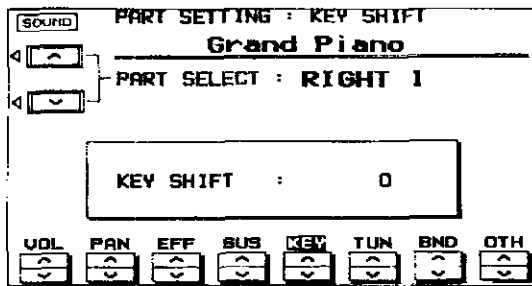 SOUND
PART SETTING : KEY SHIFT
Grand Piano
PART SELECT : RIGHT 1
KEY SHIFT : 0
VOL PAN EFF SUS KEY TUN BND OTH